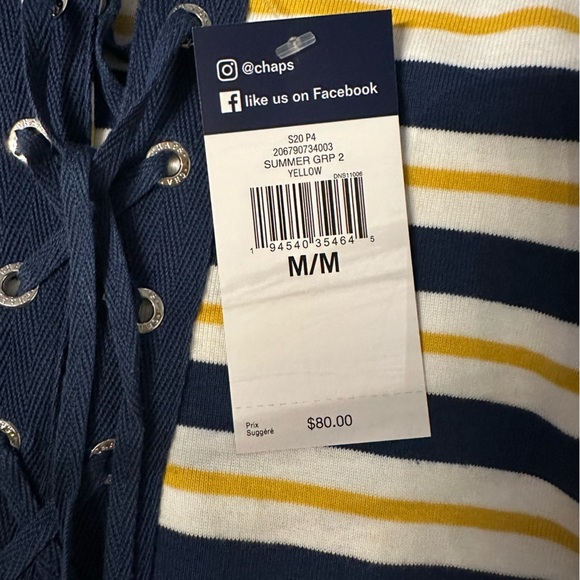 @chaps
like us on Facebook
S20 P4
206790734003
SUMMER GRP 2
YELLOW
DNS11006
1 94540 35464 5
M/M
Prix
Suggéré
$80.00